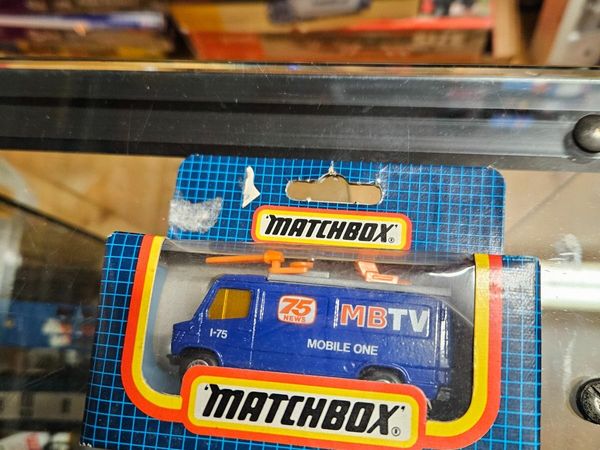 "MATCHBOX"®
75
NEWS
MBTV
I-75
MOBILE ONE
"MATCHBOX"®